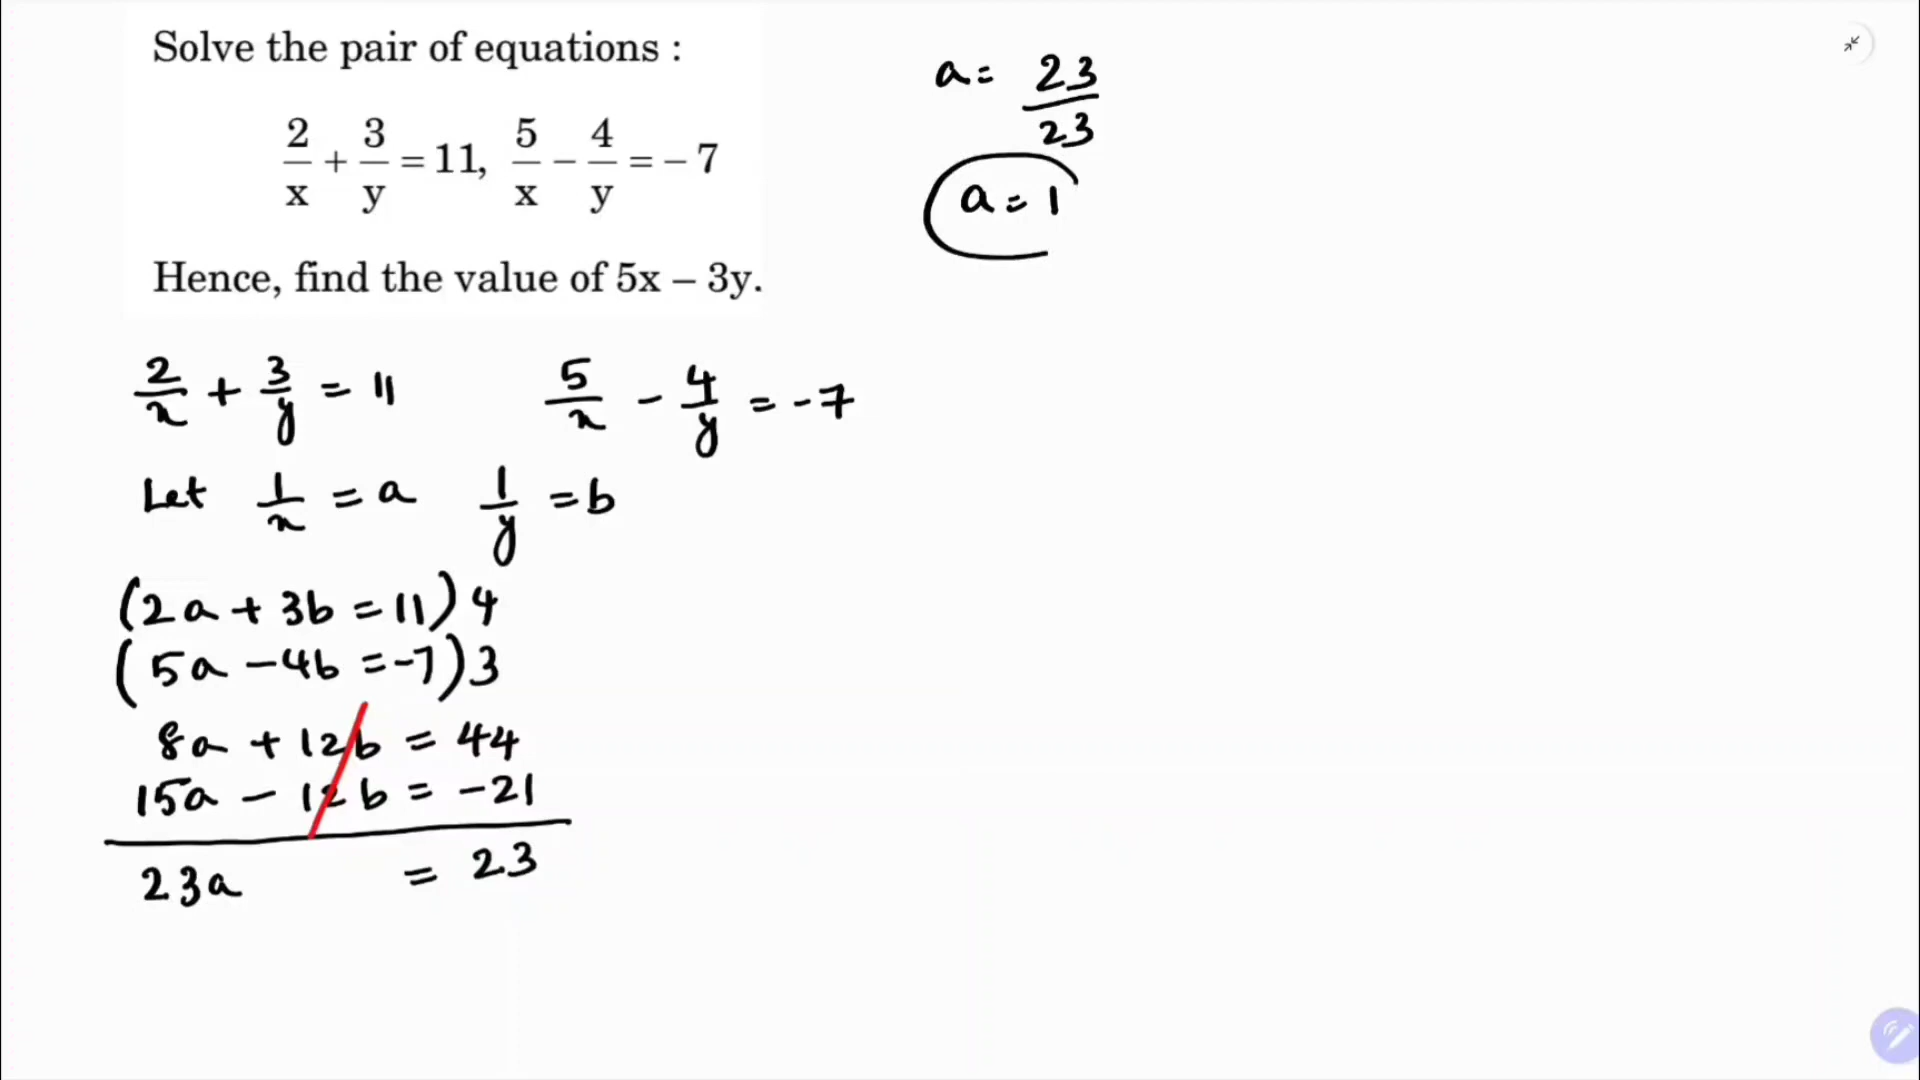 Solve the pair of equations :
2/x + 3/y = 11, 5/x − 4/y = − 7
Hence, find the value of 5x − 3y.
2/x + 3/y = 11    5/x − 4/y = -7
Let 1/x = a    1/y = b
(2a + 3b = 11) 4
(5a − 4b = -7) 3
8a + 12b = 44
15a − 12b = -21
23a = 23
a = 23/23
a = 1